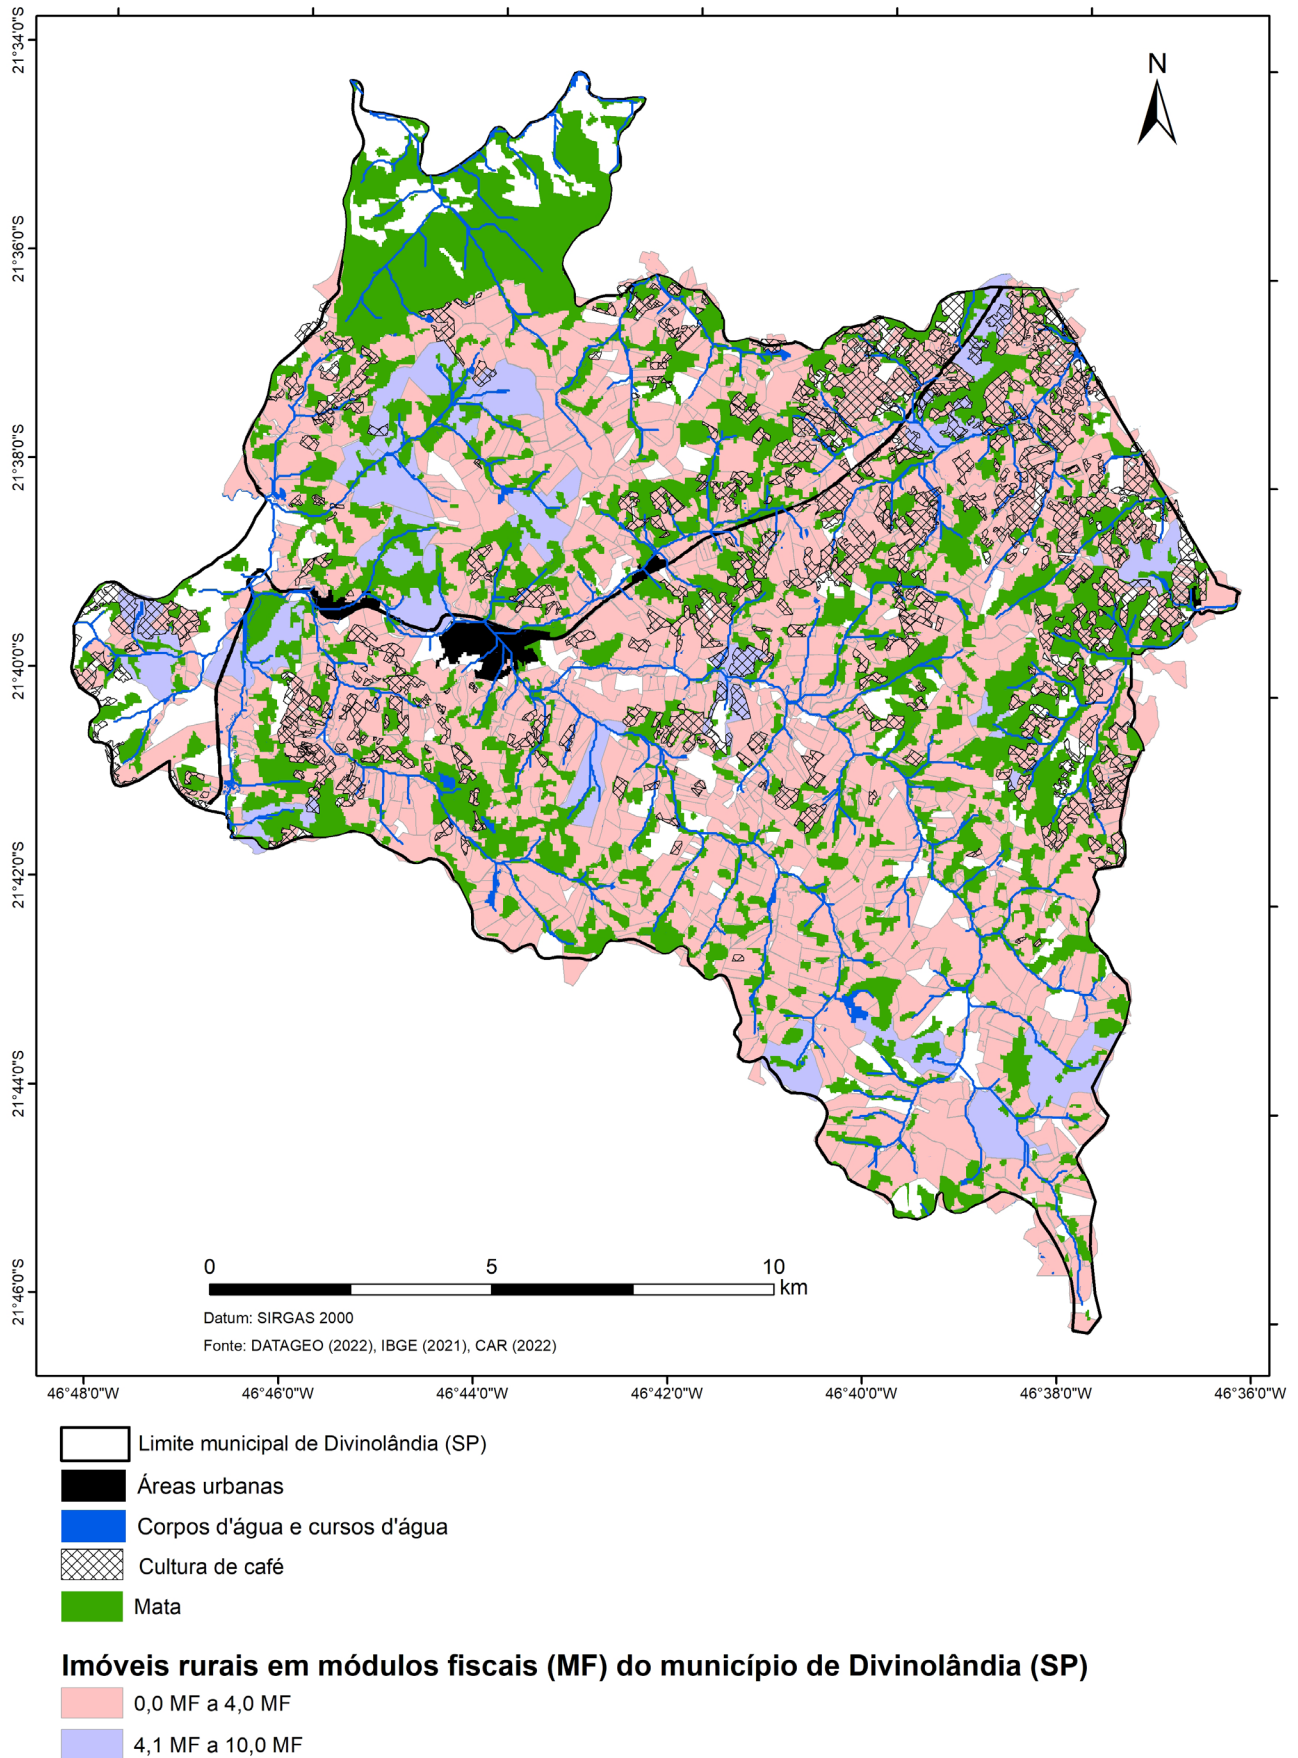 21°34'0"S
N
21°36'0"S
21°38'0"S
21°40'0"S
21°42'0"S
21°44'0"S
21°46'0"S
0 5 10
km
Datum: SIRGAS 2000
Fonte: DATAGEO (2022), IBGE (2021), CAR (2022)
46°48'0"W 46°46'0"W 46°44'0"W 46°42'0"W 46°40'0"W 46°38'0"W 46°36'0"W
Limite municipal de Divinolândia (SP)
Áreas urbanas
Corpos d'água e cursos d'água
Cultura de café
Mata
Imóveis rurais em módulos fiscais (MF) do município de Divinolândia (SP)
0,0 MF a 4,0 MF
4,1 MF a 10,0 MF